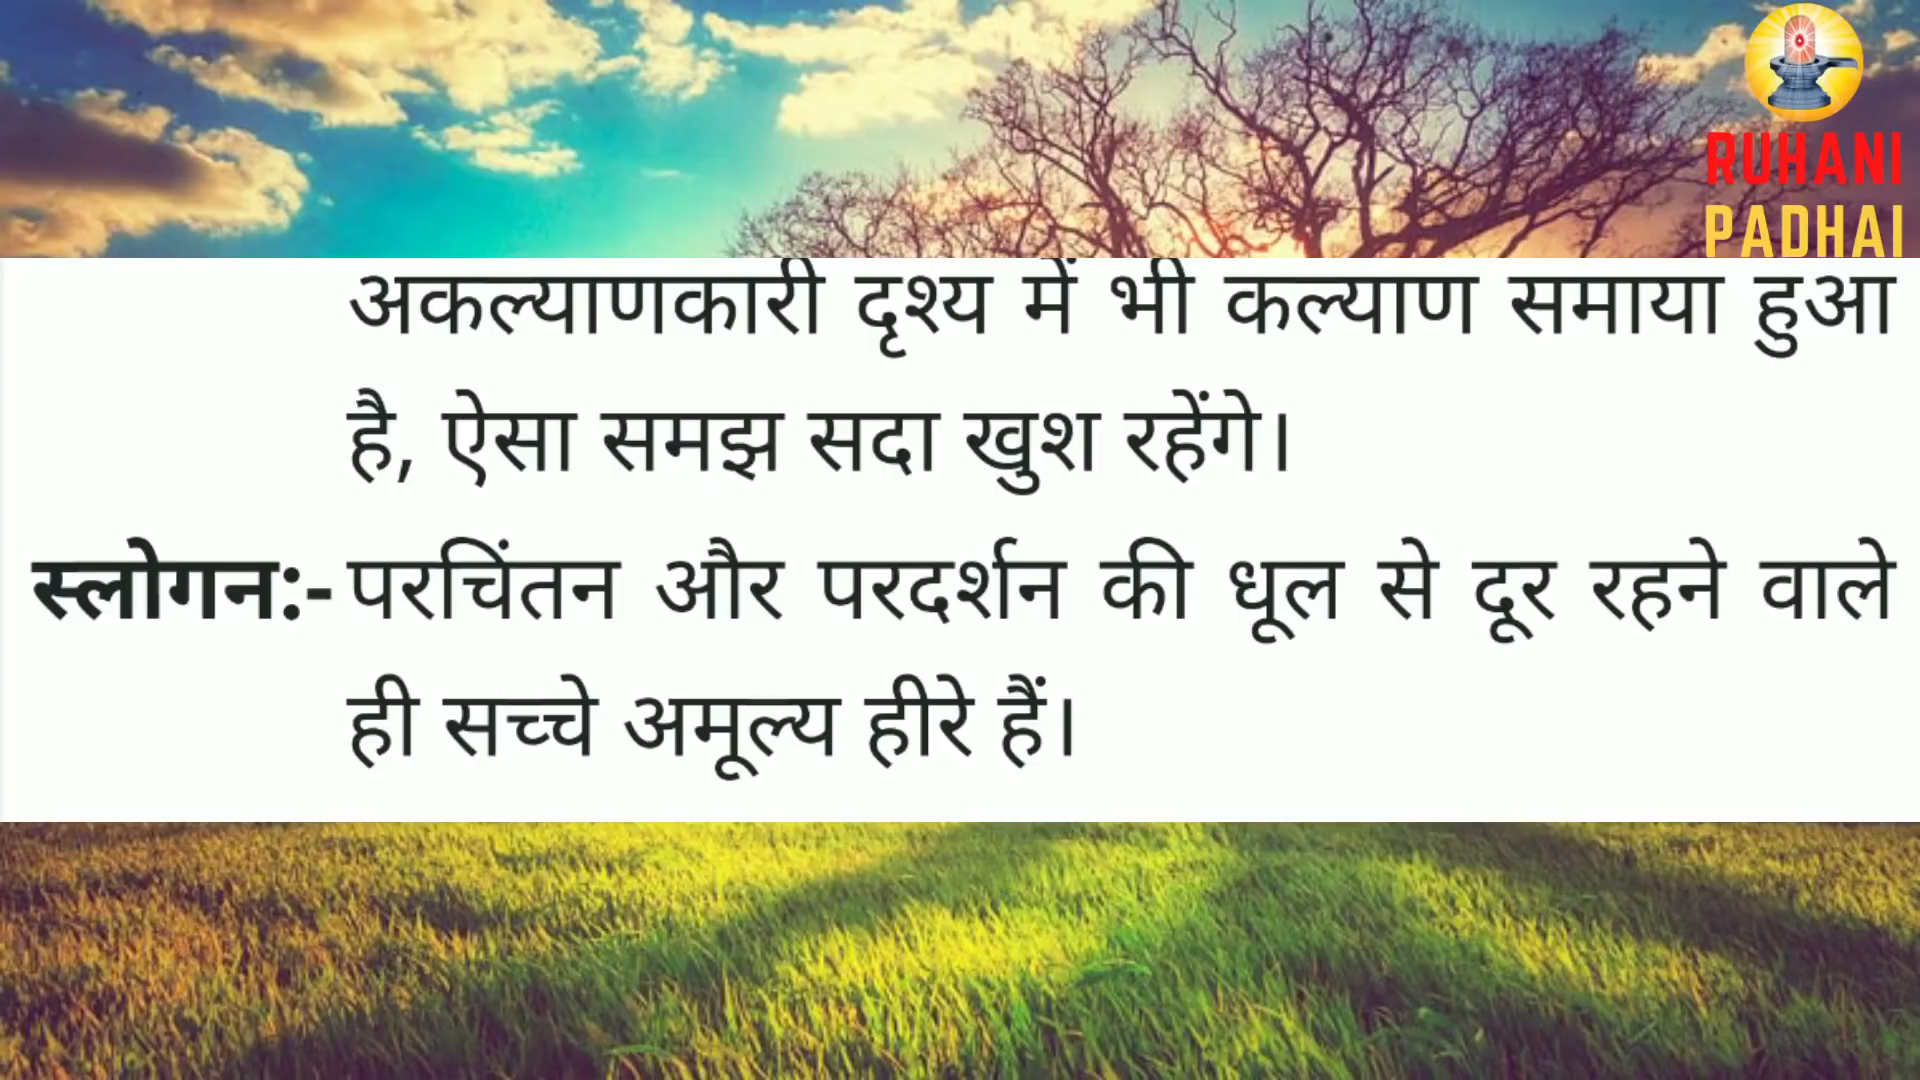 RUHANI
PADHAI
अकल्याणकारी दृश्य में भी कल्याण समाया हुआ
है, ऐसा समझ सदा खुश रहेंगे।
स्लोगन:- परचिंतन और परदर्शन की धूल से दूर रहने वाले
ही सच्चे अमूल्य हीरे हैं।